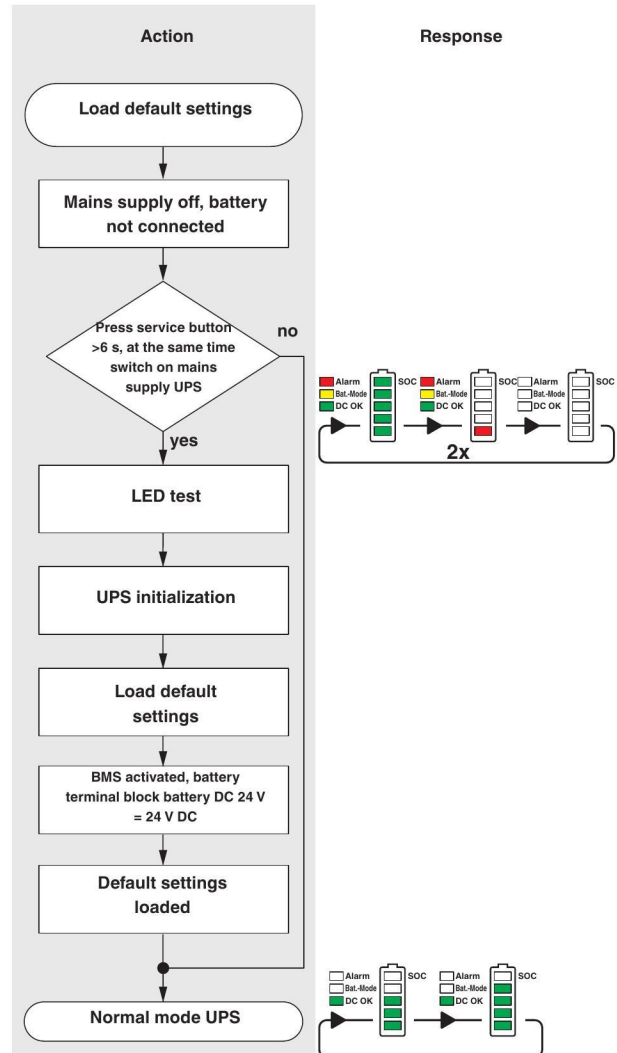 Action
Response
Load default settings
Mains supply off, battery
not connected
Press service button
>6 s, at the same time
switch on mains
supply UPS
no
yes
Alarm
Bat.-Mode
DC OK
SOC
Alarm
Bat.-Mode
DC OK
SOC
Alarm
Bat.-Mode
DC OK
SOC
2x
LED test
UPS initialization
Load default
settings
BMS activated, battery
terminal block battery DC 24 V
= 24 V DC
Default settings
loaded
Normal mode UPS
Alarm
Bat.-Mode
DC OK
SOC
Alarm
Bat.-Mode
DC OK
SOC